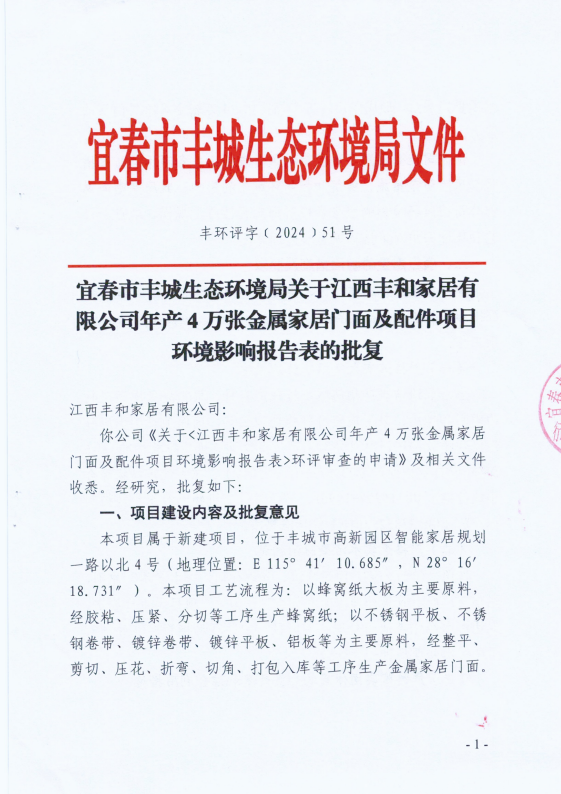 宜春市丰城生态环境局文件
丰环评字﹙2024﹚51号
宜春市丰城生态环境局关于江西丰和家居有
限公司年产4万张金属家居门面及配件项目
环境影响报告表的批复
江西丰和家居有限公司：
你公司《关于<江西丰和家居有限公司年产4万张金属家居
门面及配件项目环境影响报告表>环评审查的申请》及相关文件
收悉。经研究，批复如下：
一、项目建设内容及批复意见
本项目属于新建项目，位于丰城市高新园区智能家居规划
一路以北4号（地理位置：E 115° 41′ 10.685″，N 28° 16′
18.731″）。本项目工艺流程为：以蜂窝纸大板为主要原料，
经胶粘、压紧、分切等工序生产蜂窝纸；以不锈钢平板、不锈
钢卷带、镀锌卷带、镀锌平板、铝板等为主要原料，经整平、
剪切、压花、折弯、切角、打包入库等工序生产金属家居门面。
宜春
- 1 -